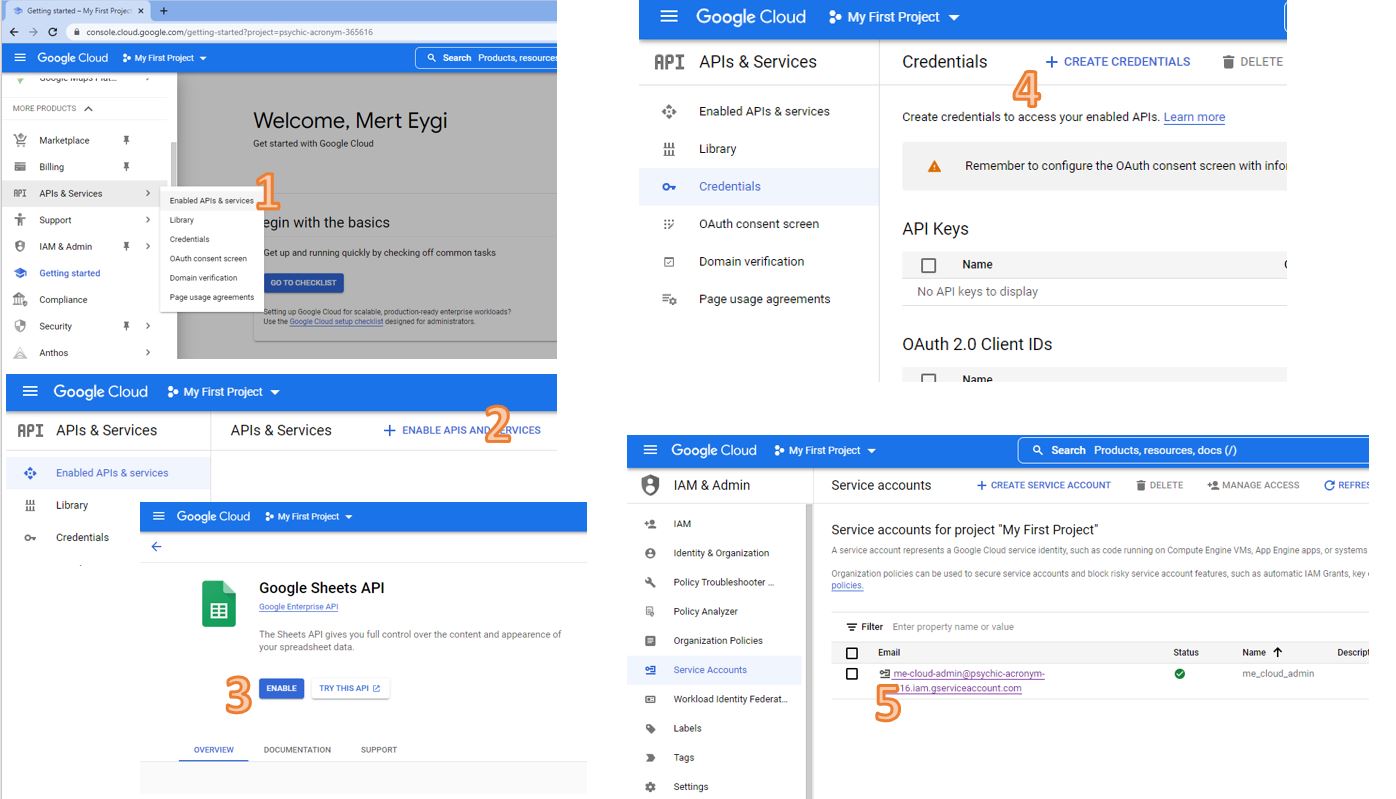 Getting started – My First Project
console.cloud.google.com/getting-started?project=psychic-acronym-365616
Google Cloud My First Project Search Products, resources
Google Maps Plat...
MORE PRODUCTS
Marketplace
Billing
APIs & Services
Support
IAM & Admin
Getting started
Compliance
Security
Anthos
Enabled APIs & services
Library
Credentials
OAuth consent screen
Domain verification
Page usage agreements
1
Welcome, Mert Eygi
Get started with Google Cloud
egin with the basics
Get up and running quickly by checking off common tasks
GO TO CHECKLIST
Setting up Google Cloud for scalable, production-ready enterprise workloads?
Use the Google Cloud setup checklist designed for administrators.
Google Cloud My First Project
API APIs & Services
APIs & Services + ENABLE APIS AND SERVICES
2
Enabled APIs & services
Library
Credentials
Google Cloud My First Project
Google Sheets API
Google Enterprise API
The Sheets API gives you full control over the content and appearence of
your spreadsheet data.
3
ENABLE TRY THIS API
OVERVIEW DOCUMENTATION SUPPORT
Google Cloud My First Project
API APIs & Services
Enabled APIs & services
Library
Credentials
OAuth consent screen
Domain verification
Page usage agreements
Credentials + CREATE CREDENTIALS DELETE
4
Create credentials to access your enabled APIs. Learn more
Remember to configure the OAuth consent screen with infor
API Keys
Name
No API keys to display
OAuth 2.0 Client IDs
Name
Google Cloud My First Project Search Products, resources, docs (/)
IAM & Admin
IAM
Identity & Organization
Policy Troubleshooter ...
Policy Analyzer
Organization Policies
Service Accounts
Workload Identity Federat...
Labels
Tags
Settings
Service accounts + CREATE SERVICE ACCOUNT DELETE MANAGE ACCESS REFRES
Service accounts for project "My First Project"
A service account represents a Google Cloud service identity, such as code running on Compute Engine VMs, App Engine apps, or systems
Organization policies can be used to secure service accounts and block risky service account features, such as automatic IAM Grants, key
policies.
Filter Enter property name or value
Email Status Name Descript
me-cloud-admin@psychic-acronym- me_cloud_admin
16.iam.gserviceaccount.com
5